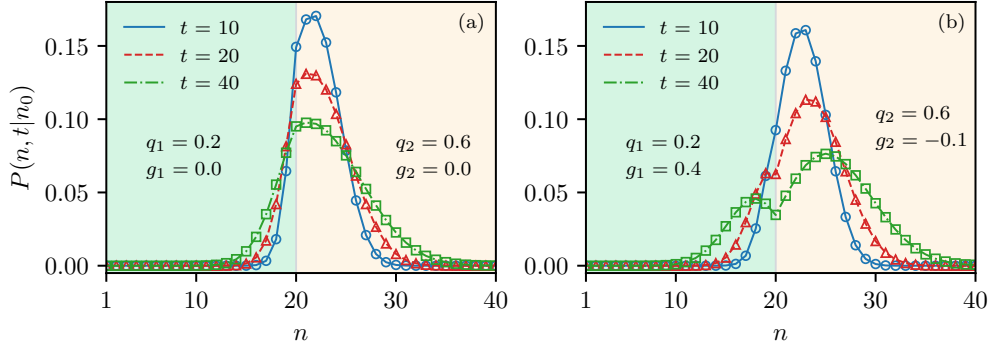 (a)
t = 10
t = 20
t = 40
q₁ = 0.2
g₁ = 0.0
q₂ = 0.6
g₂ = 0.0
P(n, t|n₀)
0.15
0.10
0.05
0.00
1 10 20 30 40
n
(b)
t = 10
t = 20
t = 40
q₁ = 0.2
g₁ = 0.4
q₂ = 0.6
g₂ = −0.1
0.15
0.10
0.05
0.00
1 10 20 30 40
n